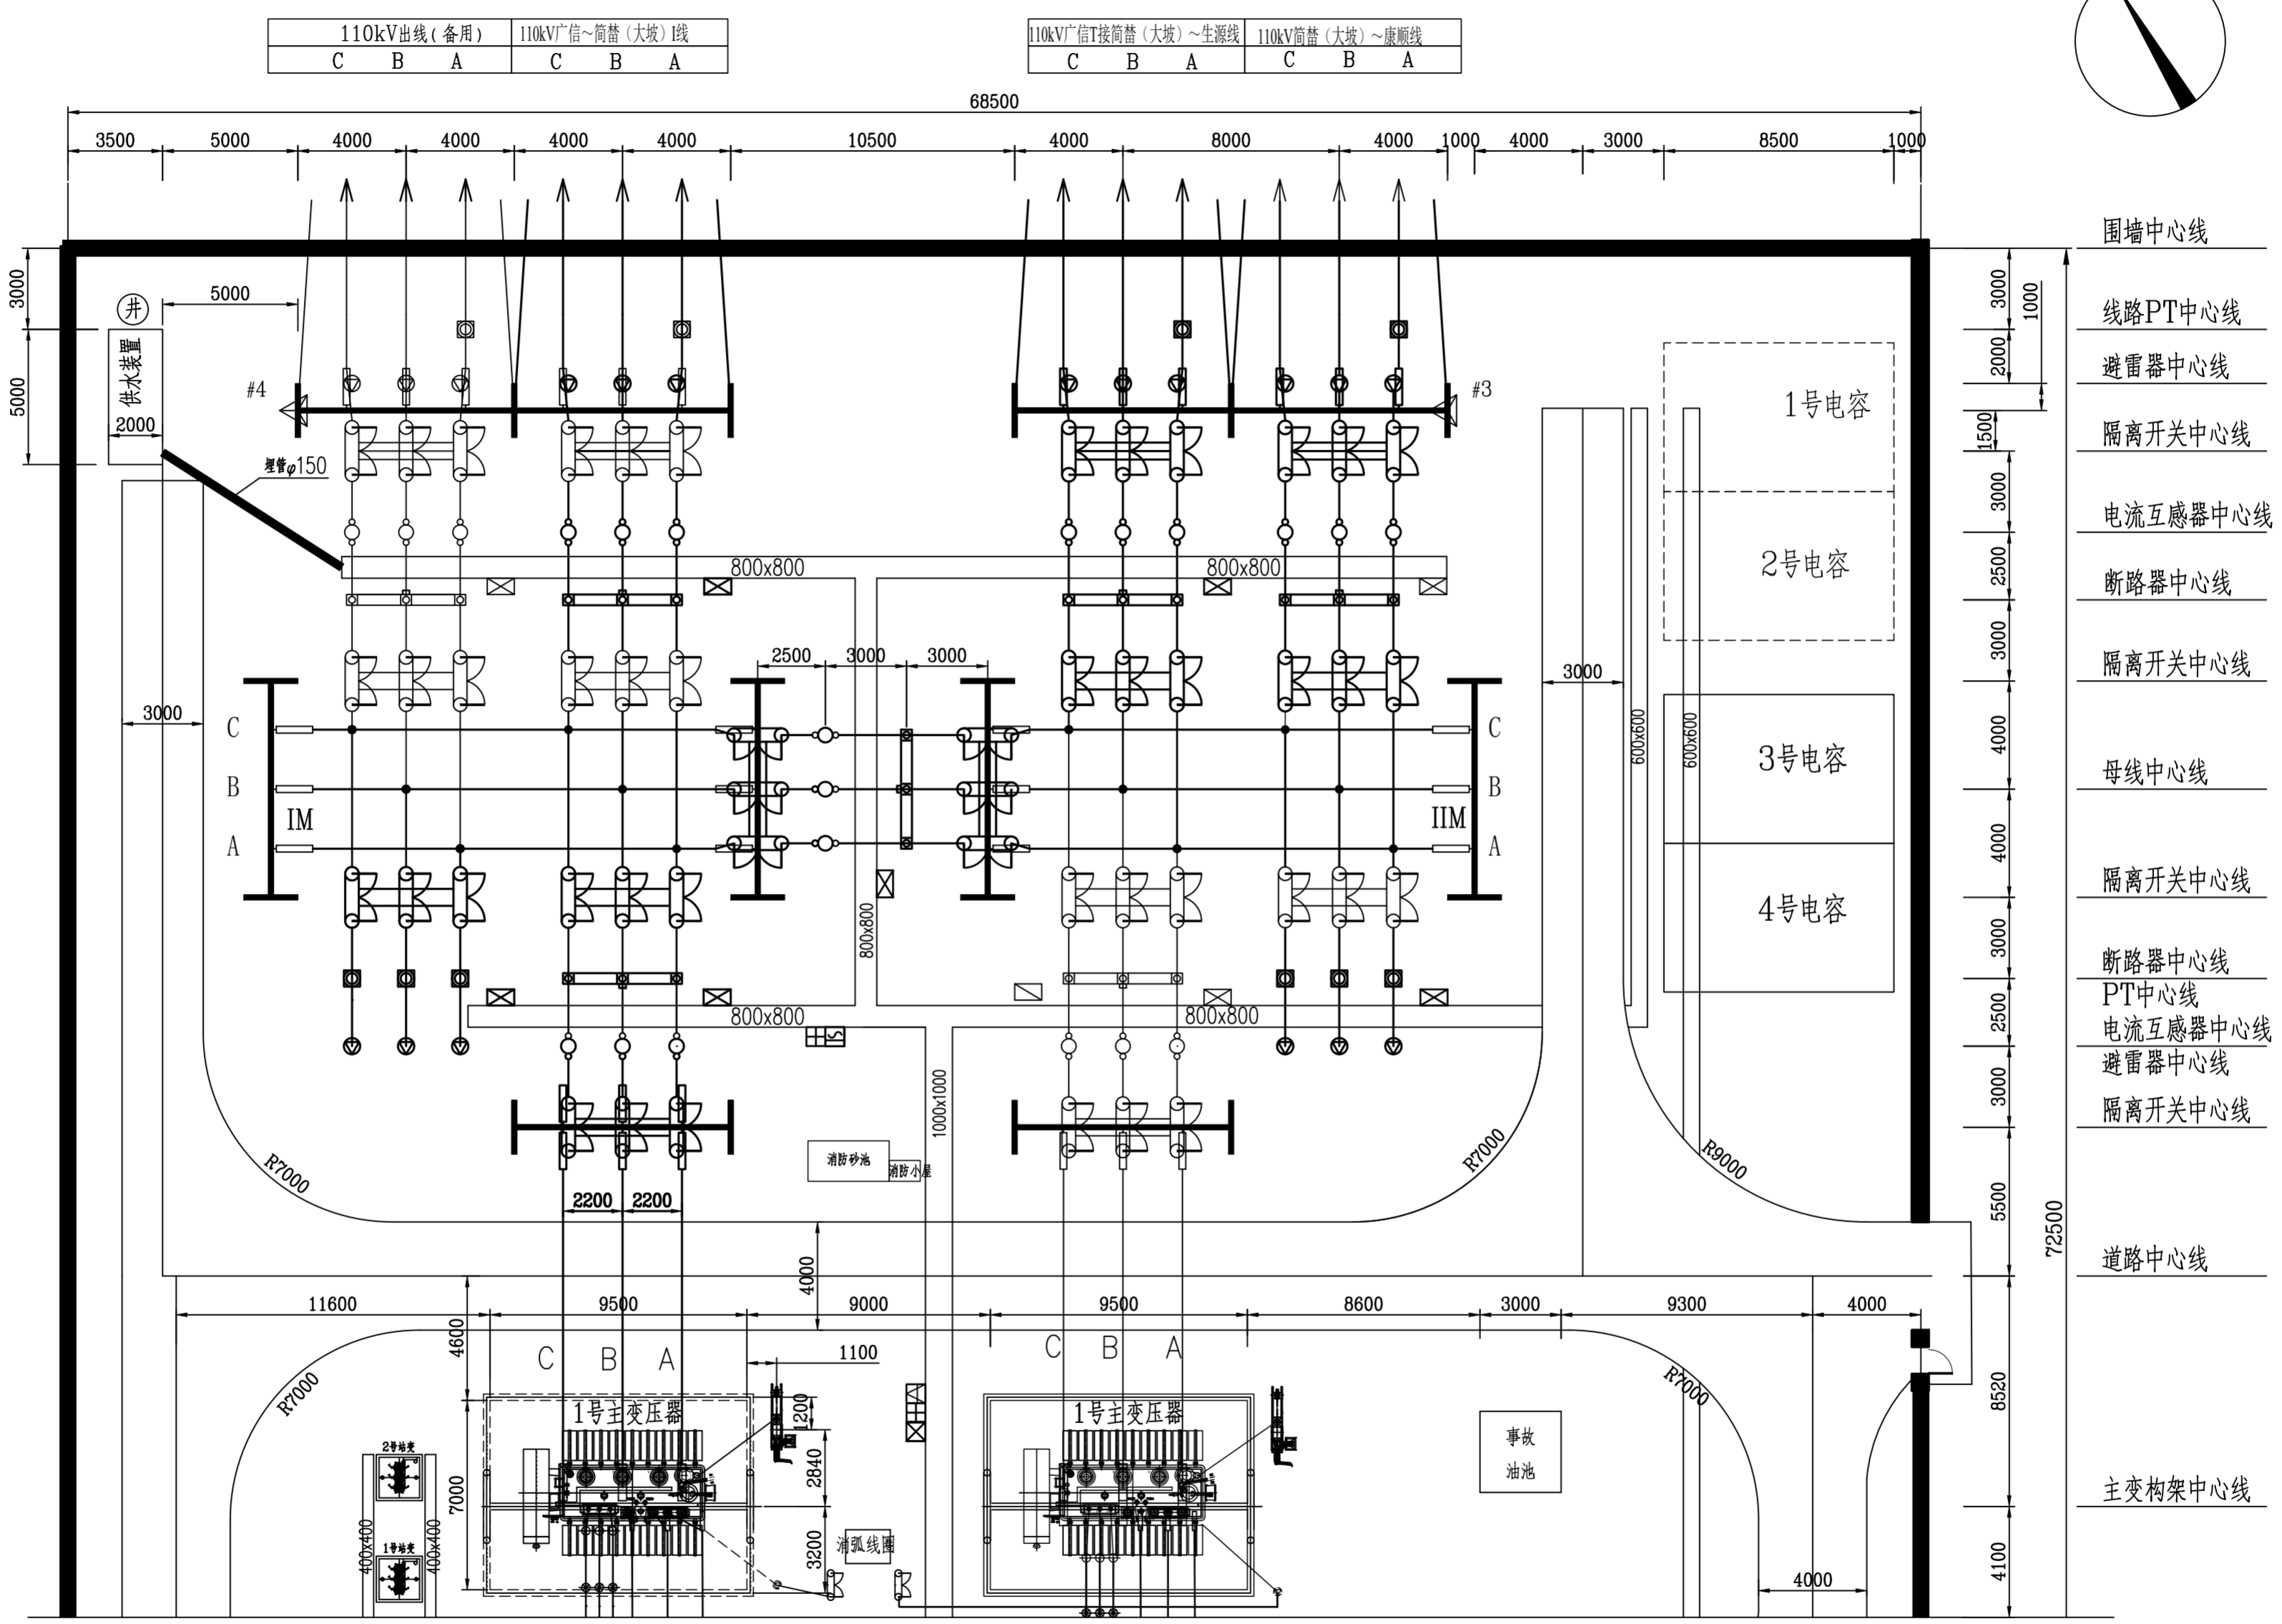 110kV出线(备用) 110kV广信～简替（大坡）I线
C B A C B A
110kV广信T接简替（大坡）～生源线 110kV简替（大坡）～康顺线
C B A C B A
68500
3500 5000 4000 4000 4000 4000 10500 4000 8000 4000 1000 4000 3000 8500 1000
围墙中心线
3000
井
5000
3000
1000
线路PT中心线
供水装置
5000
2000
2000
避雷器中心线
#4
#3
1号电容
1500
隔离开关中心线
埋管φ150
3000
电流互感器中心线
800x800
800x800
2号电容
2500
断路器中心线
3000
隔离开关中心线
2500 3000 3000
3000
3000
600x600
600x600
C
C
3号电容
4000
B
B
母线中心线
IM
IIM
A
A
4000
隔离开关中心线
4号电容
800x800
3000
断路器中心线
PT中心线
800x800
800x800
2500
电流互感器中心线
避雷器中心线
1000x1000
3000
隔离开关中心线
消防砂池
消防小屋
R7000
R7000
R9000
2200 2200
5500
72500
4000
道路中心线
11600 9500 9000 9500 8600 3000 9300 4000
4600
C B A
1100
C B A
R7000
R7000
8520
1号主变压器
1200
1号主变压器
事故
油池
2号站变
7000
2840
主变构架中心线
400x400
400x400
3200
消弧线圈
1号站变
4100
4000